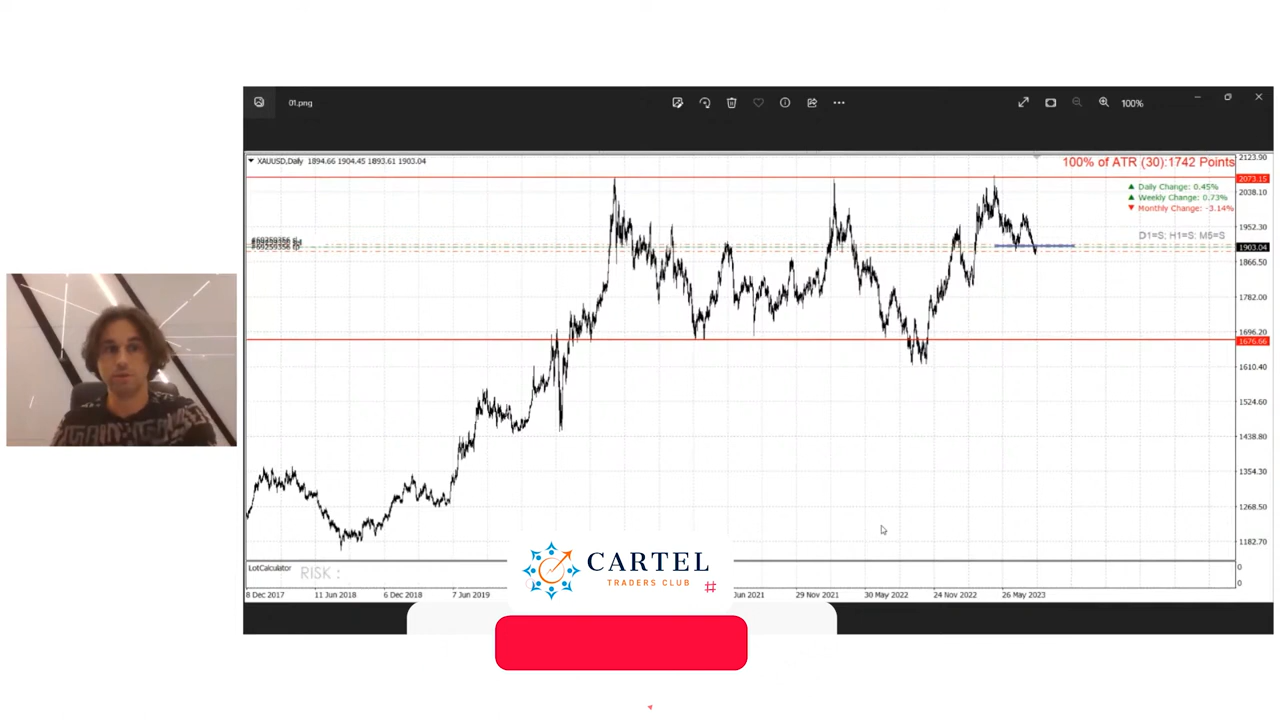 01.png
100%
XAUUSD,Daily 1894.66 1904.45 1893.61 1903.04
100% of ATR (30):1742 Points
Daily Change: 0.45%
Weekly Change: 0.73%
Monthly Change: -3.14%
D1=S; H1=S; M5=S
2123.90
2073.15
2038.10
1952.30
1903.04
1866.50
1782.00
1696.20
1676.66
1610.40
1524.60
1438.80
1354.30
1268.50
1182.70
LotCalculator
RISK :
0
0
8 Dec 2017 11 Jun 2018 6 Dec 2018 7 Jun 2019 Jun 2021 29 Nov 2021 30 May 2022 24 Nov 2022 26 May 2023
CARTEL
TRADERS CLUB
#